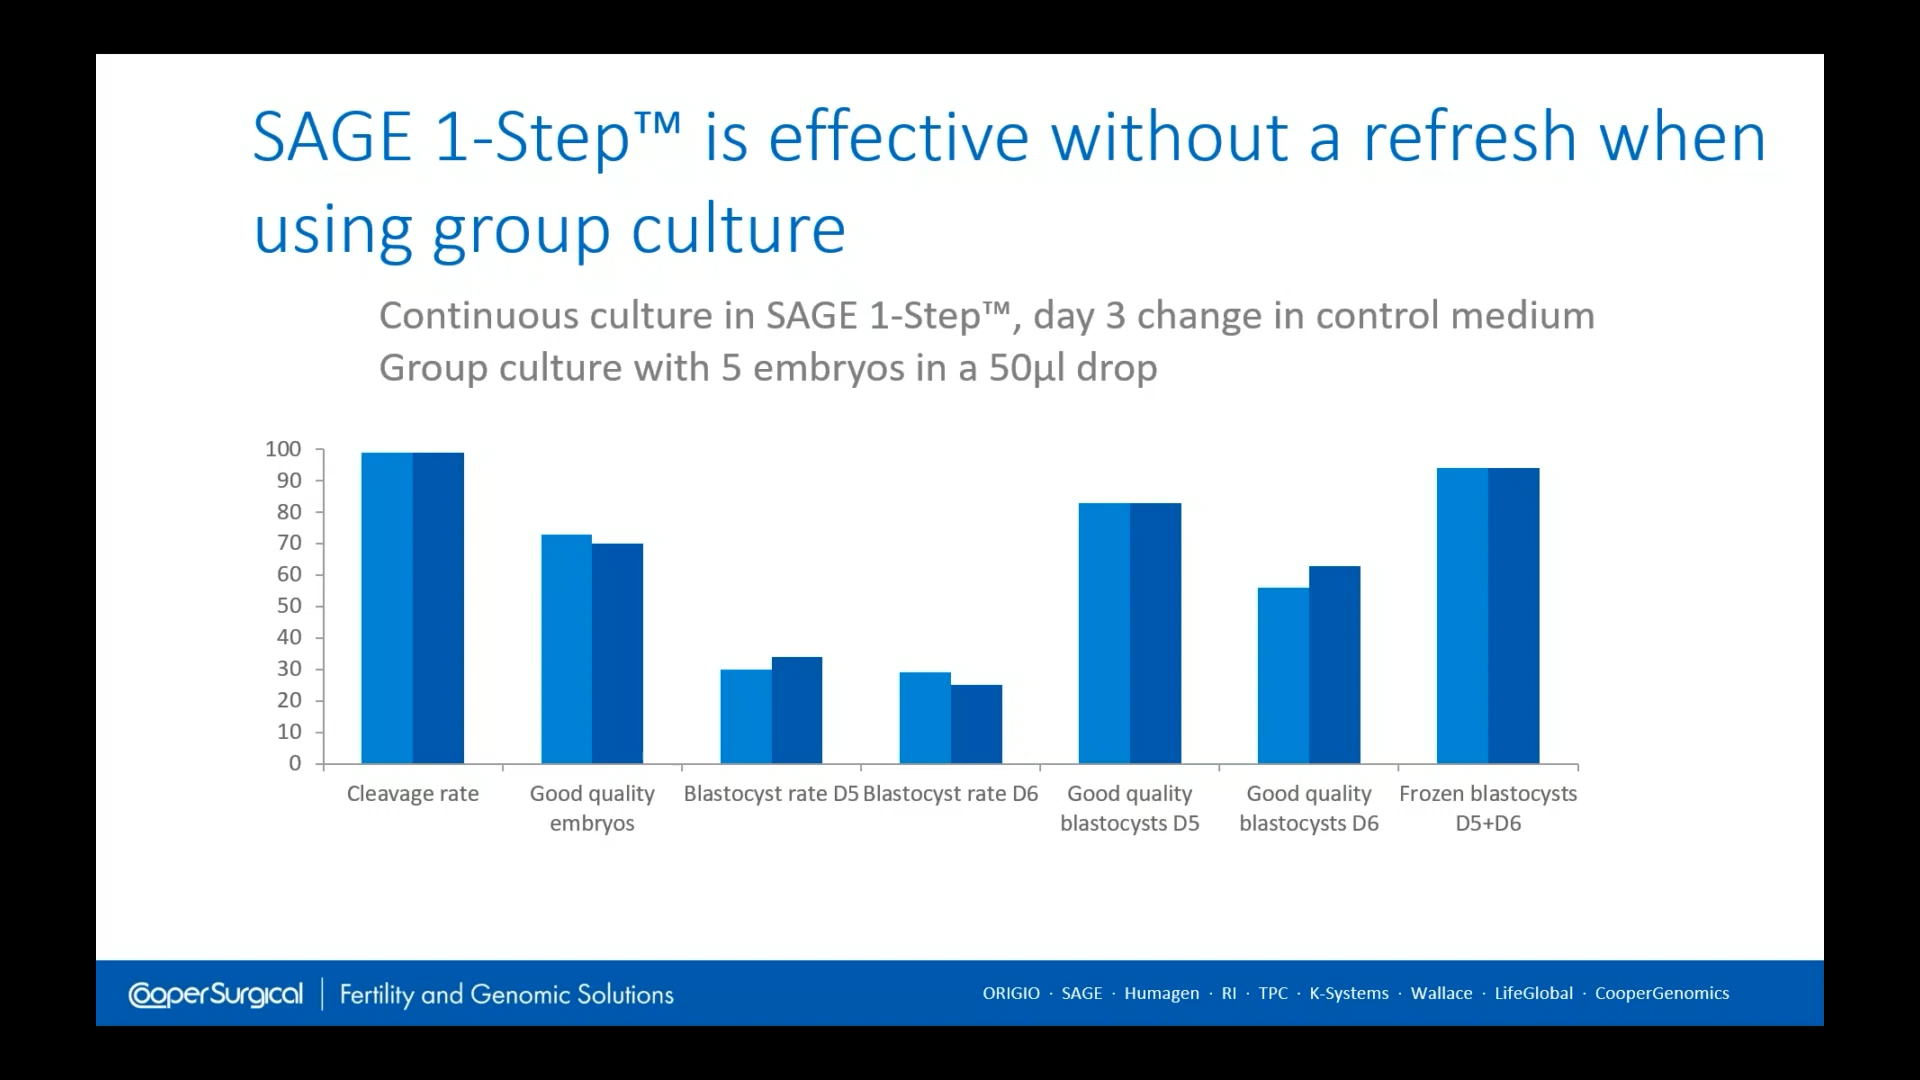 SAGE 1-Step™ is effective without a refresh when
using group culture
Continuous culture in SAGE 1-Step™, day 3 change in control medium
Group culture with 5 embryos in a 50µl drop
100
90
80
70
60
50
40
30
20
10
0
Cleavage rate
Good quality
embryos
Blastocyst rate D5
Blastocyst rate D6
Good quality
blastocysts D5
Good quality
blastocysts D6
Frozen blastocysts
D5+D6
CooperSurgical | Fertility and Genomic Solutions
ORIGIO · SAGE · Humagen · RI · TPC · K-Systems · Wallace · LifeGlobal · CooperGenomics